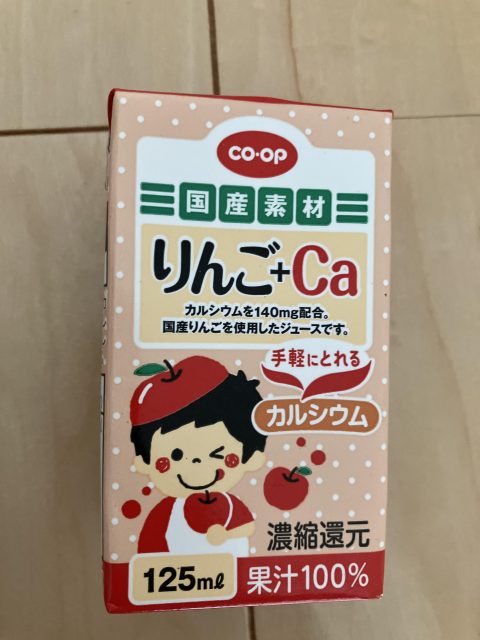 CO・OP
国産素材
りんご+Ca
カルシウムを140mg配合。
国産りんごを使用したジュースです。
手軽にとれる
カルシウム
濃縮還元
125mℓ
果汁100%